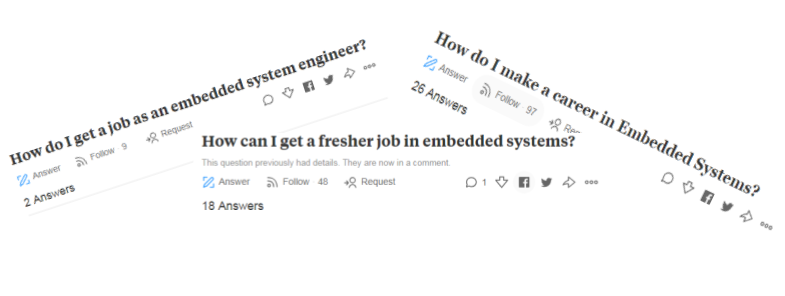 How do I get a job as an embedded system engineer?
Answer Follow 9 Request
2 Answers
How can I get a fresher job in embedded systems?
This question previously had details. They are now in a comment.
Answer Follow 48 Request 1
18 Answers
How do I make a career in Embedded Systems?
Answer Follow 97
26 Answers